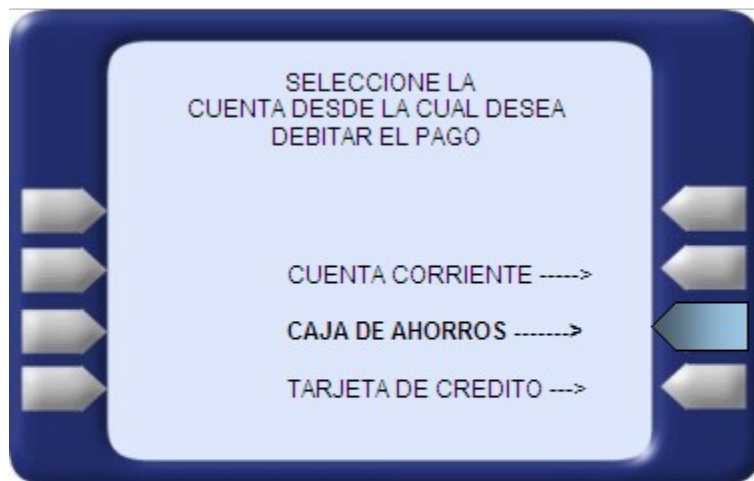 SELECCIONE LA
CUENTA DESDE LA CUAL DESEA
DEBITAR EL PAGO
CUENTA CORRIENTE ----->
CAJA DE AHORROS ------->
TARJETA DE CREDITO --->